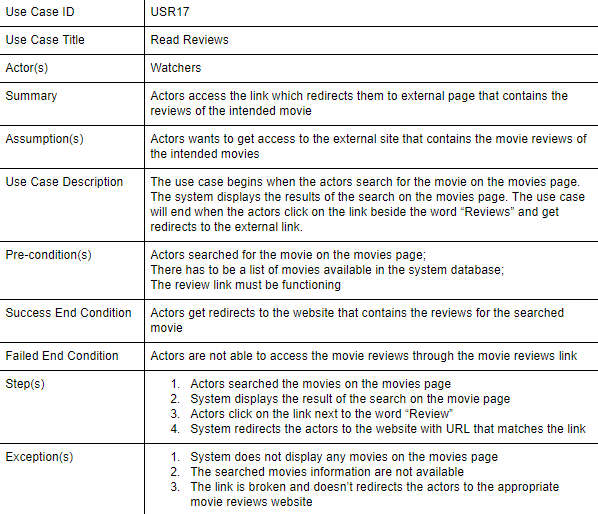 Use Case ID
USR17
Use Case Title
Read Reviews
Actor(s)
Watchers
Summary
Actors access the link which redirects them to external page that contains the
reviews of the intended movie
Assumption(s)
Actors wants to get access to the external site that contains the movie reviews of
the intended movies
Use Case Description
The use case begins when the actors search for the movie on the movies page.
The system displays the results of the search on the movies page. The use case
will end when the actors click on the link beside the word “Reviews” and get
redirects to the external link.
Pre-condition(s)
Actors searched for the movie on the movies page;
There has to be a list of movies available in the system database;
The review link must be functioning
Success End Condition
Actors get redirects to the website that contains the reviews for the searched
movie
Failed End Condition
Actors are not able to access the movie reviews through the movie reviews link
Step(s)
1. Actors searched the movies on the movies page
2. System displays the result of the search on the movie page
3. Actors click on the link next to the word “Review”
4. System redirects the actors to the website with URL that matches the link
Exception(s)
1. System does not display any movies on the movies page
2. The searched movies information are not available
3. The link is broken and doesn’t redirects the actors to the appropriate
movie reviews website